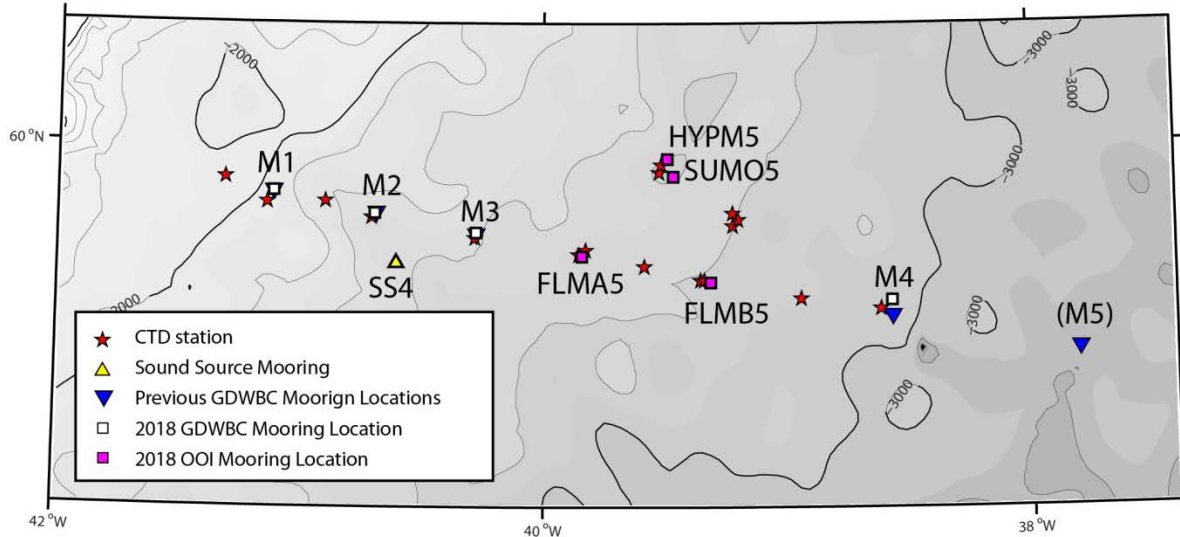 −2000
−3000
−3000
60 °N
HYPM5
SUMO5
M1
M2
M3
−3000
SS4
FLMA5
FLMB5
M4
(M5)
−3000
2000
−3000
CTD station
Sound Source Mooring
Previous GDWBC Moorign Locations
2018 GDWBC Mooring Location
2018 OOI Mooring Location
42 °W
40 °W
38 °W